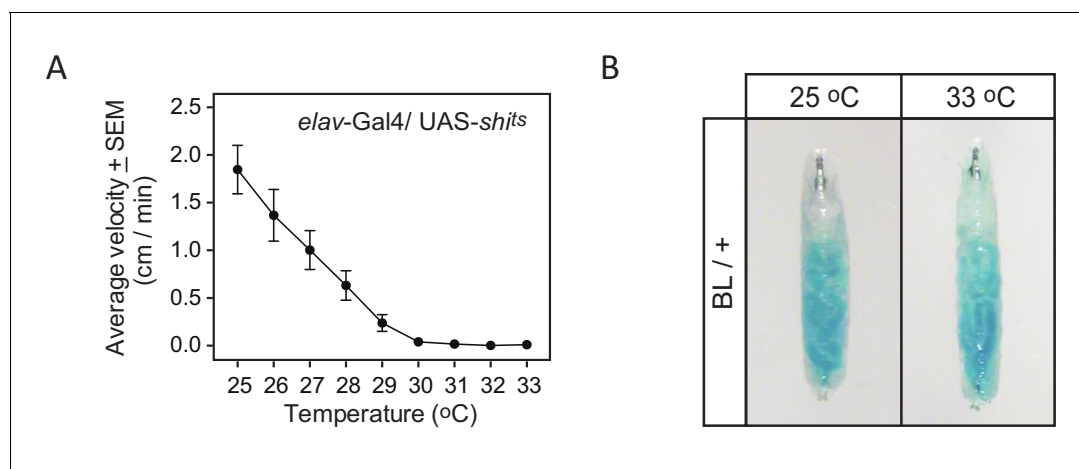 A
Average velocity ± SEM
(cm / min)
2.5
2.0
1.5
1.0
0.5
0.0
elav-Gal4/ UAS-shits
25 26 27 28 29 30 31 32 33
Temperature (oC)
B
25 oC 33 oC
BL / +